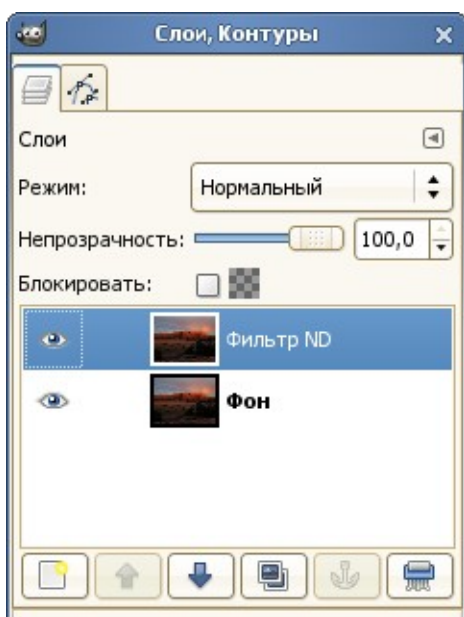 Слои, Контуры
Слои
Режим: Нормальный
Непрозрачность: 100,0
Блокировать:
Фильтр ND
Фон